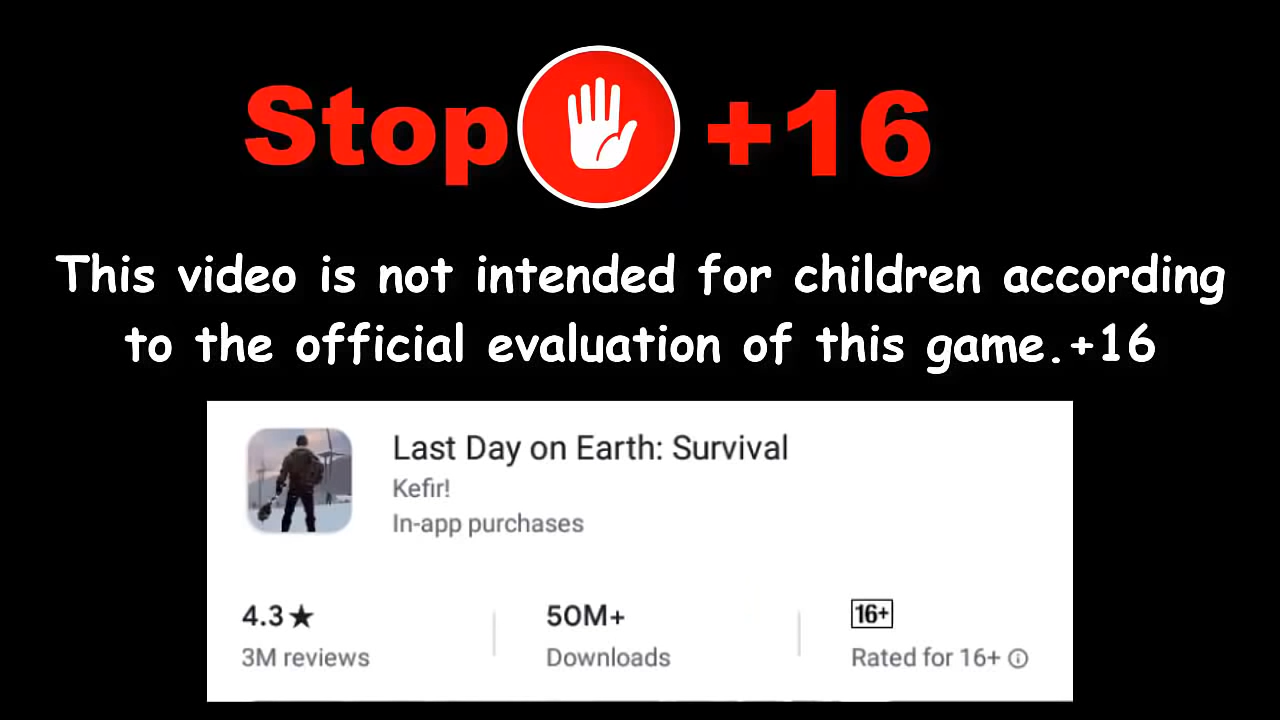 Stop +16
This video is not intended for children according
to the official evaluation of this game.+16
Last Day on Earth: Survival
Kefir!
In-app purchases
4.3★ 50M+ 16+
3M reviews Downloads Rated for 16+